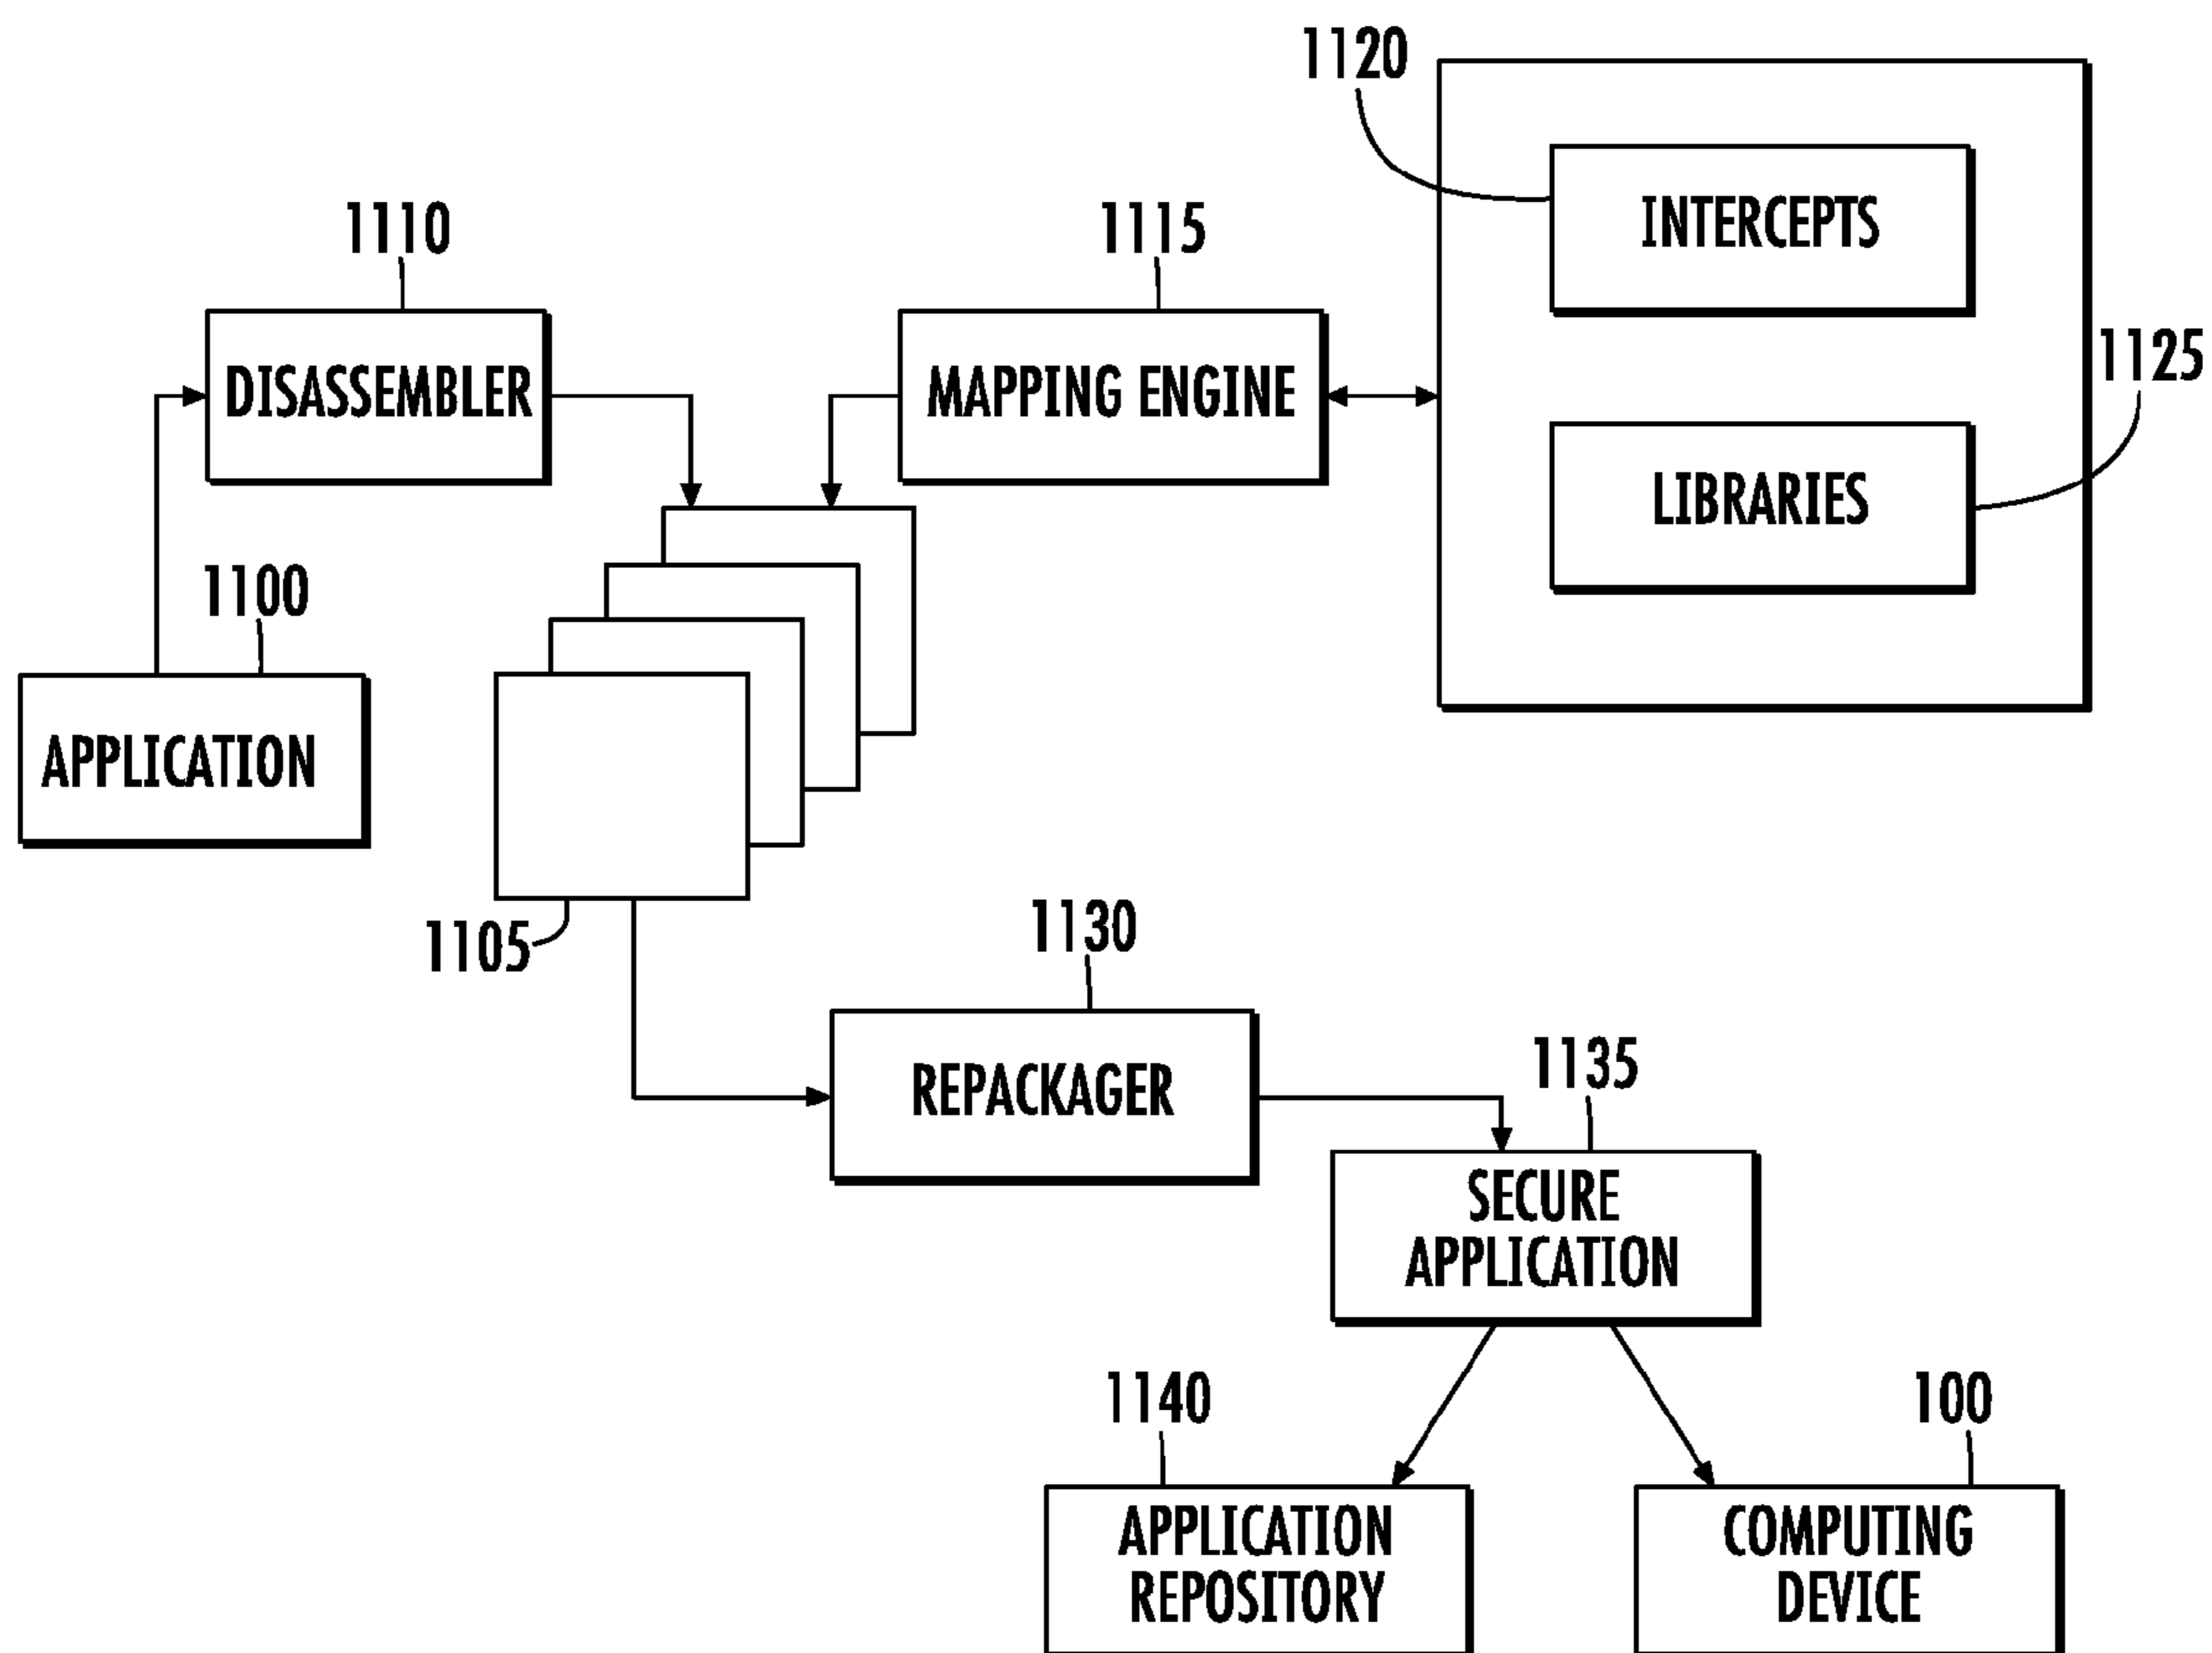 1120
INTERCEPTS
1110
1115
1125
DISASSEMBLER
MAPPING ENGINE
LIBRARIES
1100
APPLICATION
1105
1130
REPACKAGER
1135
SECURE
APPLICATION
1140
100
APPLICATION
REPOSITORY
COMPUTING
DEVICE